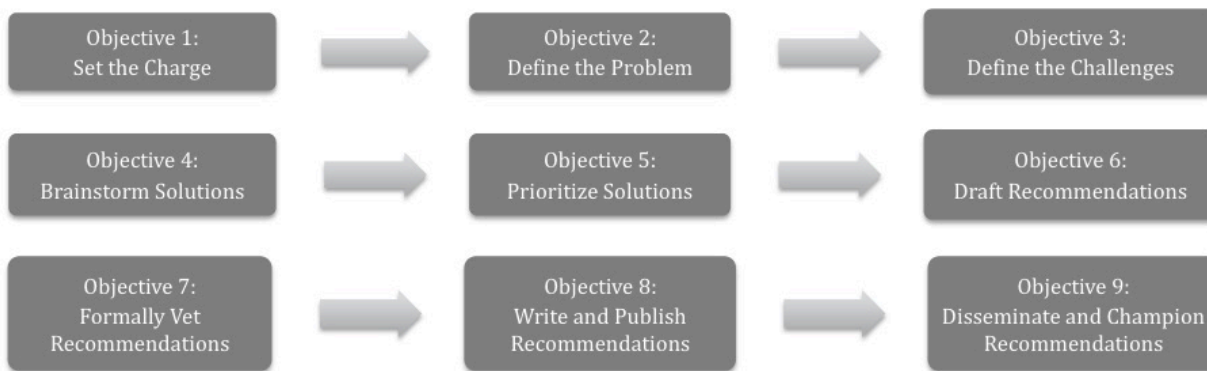 Objective 1:
Set the Charge
Objective 2:
Define the Problem
Objective 3:
Define the Challenges
Objective 4:
Brainstorm Solutions
Objective 5:
Prioritize Solutions
Objective 6:
Draft Recommendations
Objective 7:
Formally Vet
Recommendations
Objective 8:
Write and Publish
Recommendations
Objective 9:
Disseminate and Champion
Recommendations